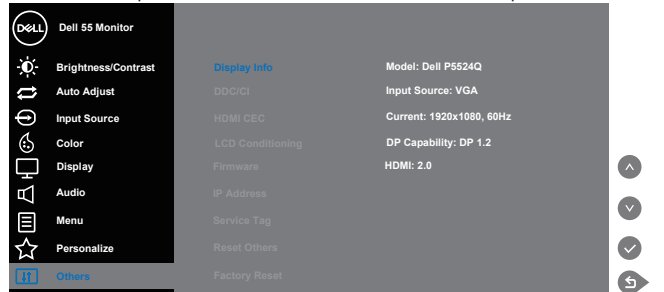 DELL
Dell 55 Monitor
Brightness/Contrast
Auto Adjust
Input Source
Color
Display
Audio
Menu
Personalize
Others
Display Info
DDC/CI
HDMI CEC
LCD Conditioning
Firmware
IP Address
Service Tag
Reset Others
Factory Reset
Model: Dell P5524Q
Input Source: VGA
Current: 1920x1080, 60Hz
DP Capability: DP 1.2
HDMI: 2.0